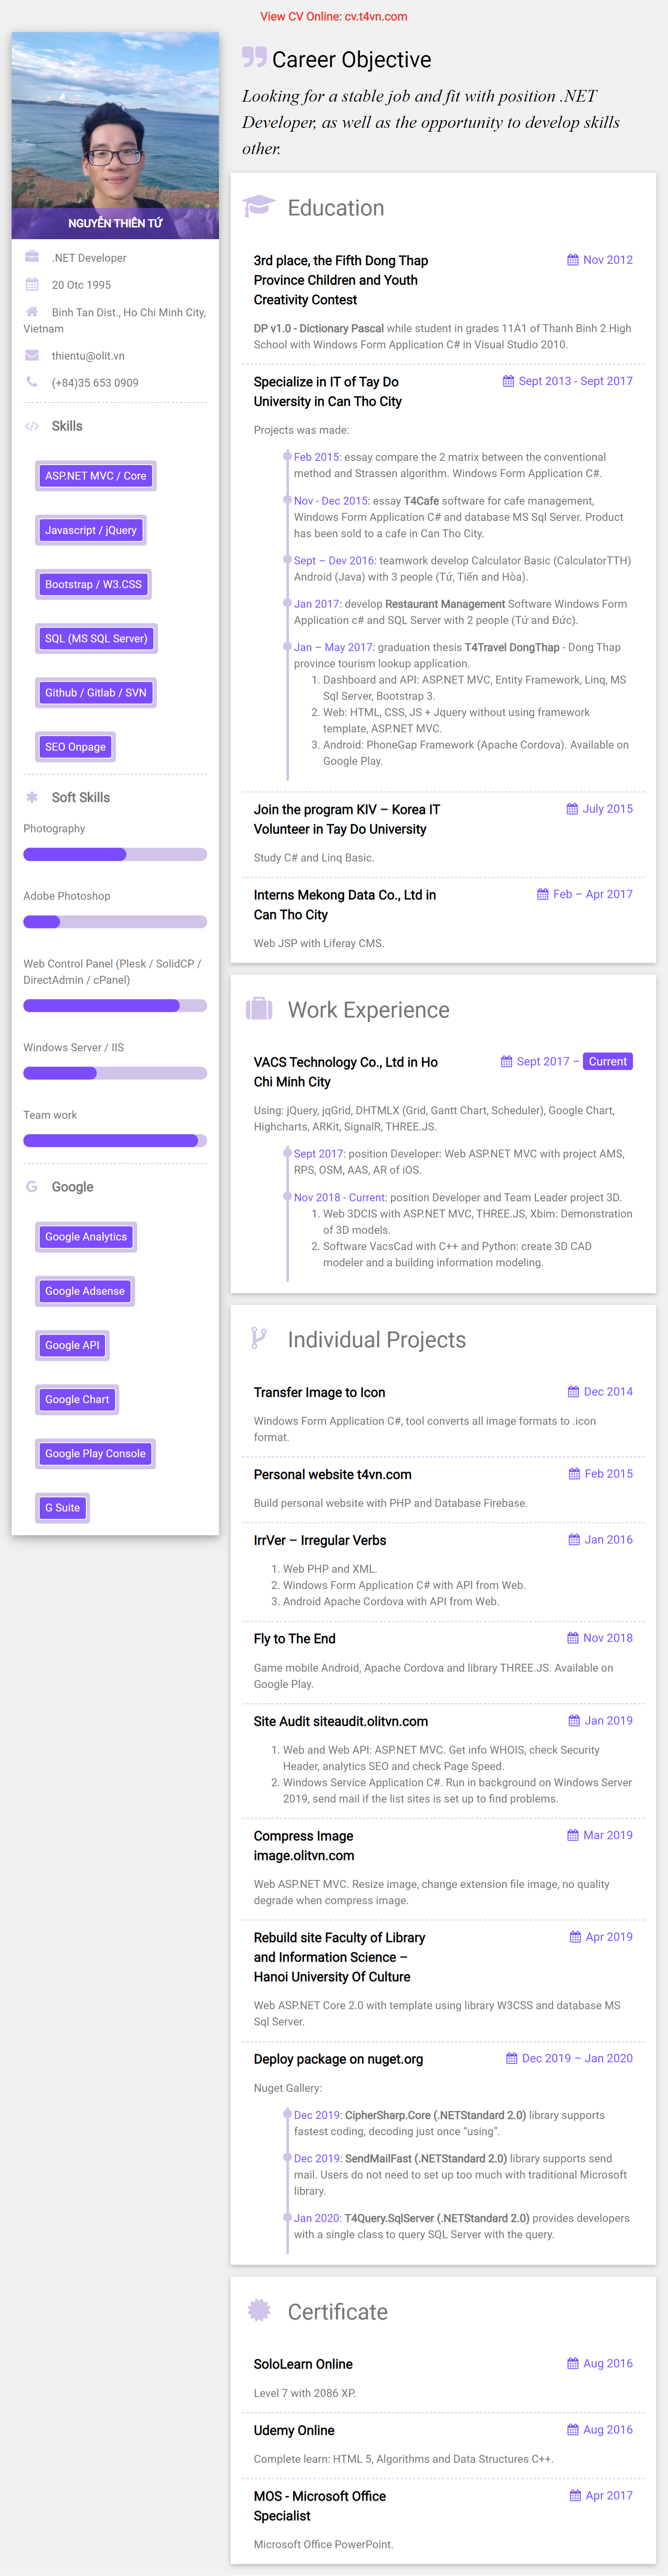 View CV Online: cv.t4vn.com
NGUYỄN THIÊN TỨ
.NET Developer
20 Otc 1995
Binh Tan Dist., Ho Chi Minh City,
Vietnam
thientu@olit.vn
(+84)35 653 0909
Skills
ASP.NET MVC / Core
Javascript / jQuery
Bootstrap / W3.CSS
SQL (MS SQL Server)
Github / Gitlab / SVN
SEO Onpage
Soft Skills
Photography
Adobe Photoshop
Web Control Panel (Plesk / SolidCP /
DirectAdmin / cPanel)
Windows Server / IIS
Team work
Google
Google Analytics
Google Adsense
Google API
Google Chart
Google Play Console
G Suite
Career Objective
Looking for a stable job and fit with position .NET
Developer, as well as the opportunity to develop skills
other.
Education
3rd place, the Fifth Dong Thap
Province Children and Youth
Creativity Contest
Nov 2012
DP v1.0 - Dictionary Pascal while student in grades 11A1 of Thanh Binh 2 High
School with Windows Form Application C# in Visual Studio 2010.
Specialize in IT of Tay Do
University in Can Tho City
Sept 2013 - Sept 2017
Projects was made:
Feb 2015: essay compare the 2 matrix between the conventional
method and Strassen algorithm. Windows Form Application C#.
Nov - Dec 2015: essay T4Cafe software for cafe management,
Windows Form Application C# and database MS Sql Server. Product
has been sold to a cafe in Can Tho City.
Sept – Dev 2016: teamwork develop Calculator Basic (CalculatorTTH)
Android (Java) with 3 people (Tứ, Tiến and Hòa).
Jan 2017: develop Restaurant Management Software Windows Form
Application c# and SQL Server with 2 people (Tứ and Đức).
Jan – May 2017: graduation thesis T4Travel DongThap - Dong Thap
province tourism lookup application.
1. Dashboard and API: ASP.NET MVC, Entity Framework, Linq, MS
Sql Server, Bootstrap 3.
2. Web: HTML, CSS, JS + Jquery without using framework
template, ASP.NET MVC.
3. Android: PhoneGap Framework (Apache Cordova). Available on
Google Play.
Join the program KIV – Korea IT
Volunteer in Tay Do University
July 2015
Study C# and Linq Basic.
Interns Mekong Data Co., Ltd in
Can Tho City
Feb – Apr 2017
Web JSP with Liferay CMS.
Work Experience
VACS Technology Co., Ltd in Ho
Chi Minh City
Sept 2017 – Current
Using: jQuery, jqGrid, DHTMLX (Grid, Gantt Chart, Scheduler), Google Chart,
Highcharts, ARKit, SignalR, THREE.JS.
Sept 2017: position Developer: Web ASP.NET MVC with project AMS,
RPS, OSM, AAS, AR of iOS.
Nov 2018 - Current: position Developer and Team Leader project 3D.
1. Web 3DCIS with ASP.NET MVC, THREE.JS, Xbim: Demonstration
of 3D models.
2. Software VacsCad with C++ and Python: create 3D CAD
modeler and a building information modeling.
Individual Projects
Transfer Image to Icon
Dec 2014
Windows Form Application C#, tool converts all image formats to .icon
format.
Personal website t4vn.com
Feb 2015
Build personal website with PHP and Database Firebase.
IrrVer – Irregular Verbs
Jan 2016
1. Web PHP and XML.
2. Windows Form Application C# with API from Web.
3. Android Apache Cordova with API from Web.
Fly to The End
Nov 2018
Game mobile Android, Apache Cordova and library THREE.JS. Available on
Google Play.
Site Audit siteaudit.olitvn.com
Jan 2019
1. Web and Web API: ASP.NET MVC. Get info WHOIS, check Security
Header, analytics SEO and check Page Speed.
2. Windows Service Application C#. Run in background on Windows Server
2019, send mail if the list sites is set up to find problems.
Compress Image
image.olitvn.com
Mar 2019
Web ASP.NET MVC. Resize image, change extension file image, no quality
degrade when compress image.
Rebuild site Faculty of Library
and Information Science –
Hanoi University Of Culture
Apr 2019
Web ASP.NET Core 2.0 with template using library W3CSS and database MS
Sql Server.
Deploy package on nuget.org
Dec 2019 – Jan 2020
Nuget Gallery:
Dec 2019: CipherSharp.Core (.NETStandard 2.0) library supports
fastest coding, decoding just once “using”.
Dec 2019: SendMailFast (.NETStandard 2.0) library supports send
mail. Users do not need to set up too much with traditional Microsoft
library.
Jan 2020: T4Query.SqlServer (.NETStandard 2.0) provides developers
with a single class to query SQL Server with the query.
Certificate
SoloLearn Online
Aug 2016
Level 7 with 2086 XP.
Udemy Online
Aug 2016
Complete learn: HTML 5, Algorithms and Data Structures C++.
MOS - Microsoft Office
Specialist
Apr 2017
Microsoft Office PowerPoint.